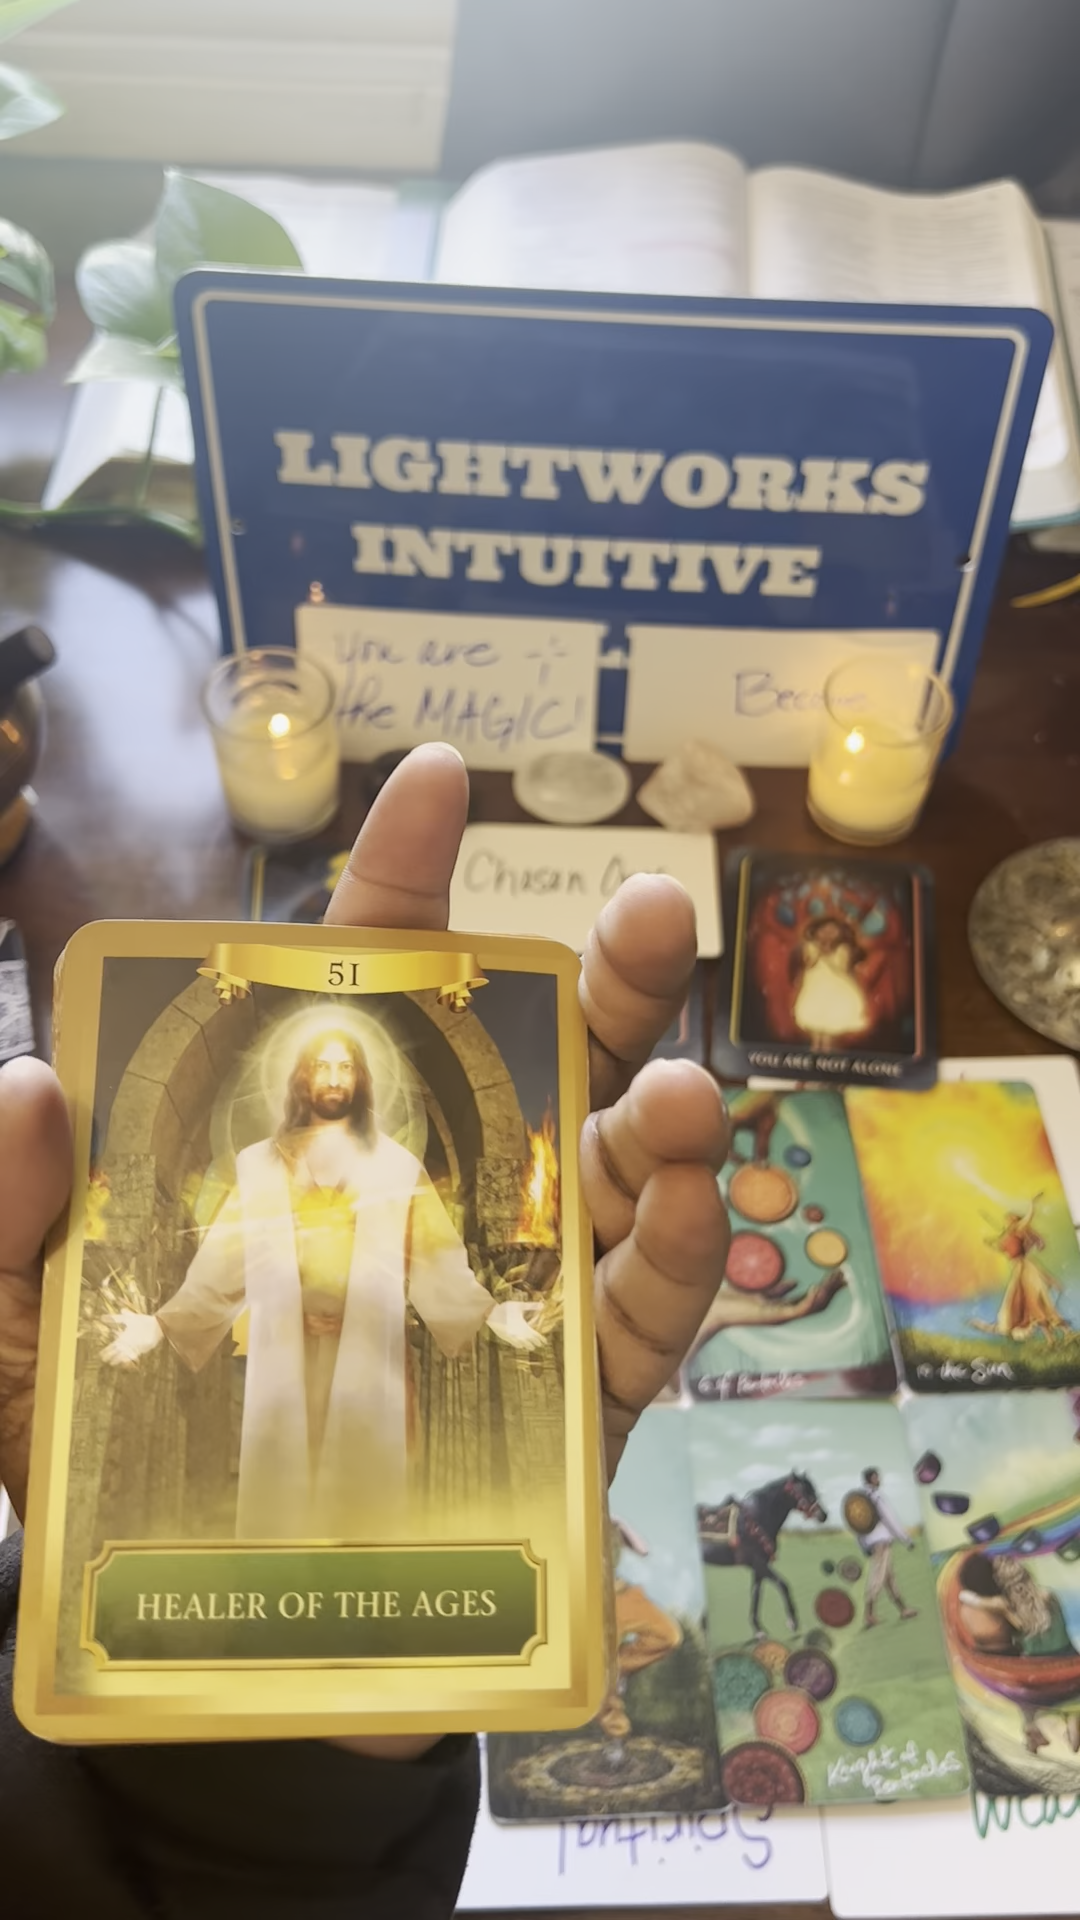 LIGHTWORKS
INTUITIVE
You are
the MAGIC!
Become
Chosen
YOU ARE NOT ALONE
51
HEALER OF THE AGES
6 of Pentacles
the Sun
Knight of
Pentacles
Spiritual